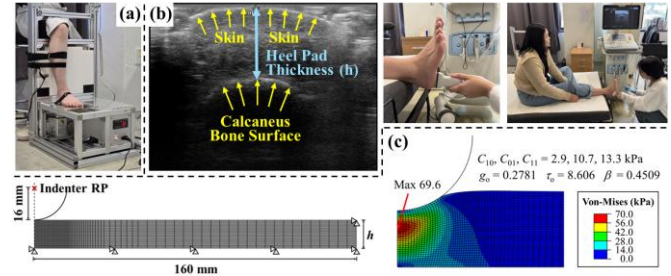 (a)
(b)
Skin Skin
Heel Pad
Thickness (h)
Calcaneus
Bone Surface
(c)
C10, C01, C11 = 2.9, 10.7, 13.3 kPa
go = 0.2781 τo = 8.606 β = 0.4509
Max 69.6
Von-Mises (kPa)
70.0
56.0
42.0
28.0
14.0
0.0
Indenter RP
16 mm
h
160 mm